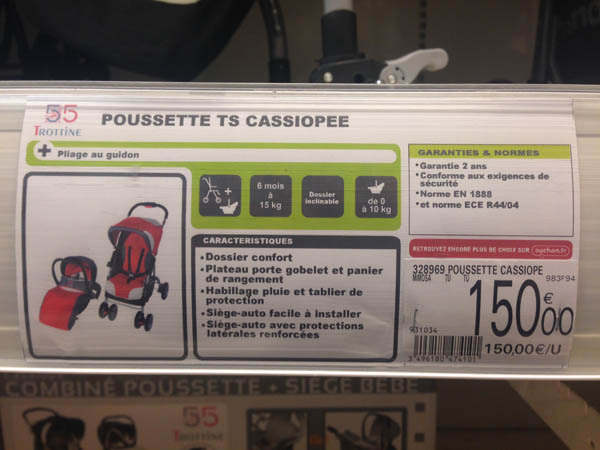 55
TROTTINE
POUSSETTE TS CASSIOPEE
+ Pliage au guidon
+
6 mois
à
15 kg
Dossier
inclinable
de 0
à 10 kg
CARACTERISTIQUES
•Dossier confort
•Plateau porte gobelet et panier
de rangement
•Habillage pluie et tablier de
protection
•Siège-auto facile à installer
•Siège-auto avec protections
latérales renforcées
GARANTIES & NORMES
•Garantie 2 ans
•Conforme aux exigences de
sécurité
•Norme EN 1888
•et norme ECE R44/04
RETROUVEZ ENCORE PLUS DE CHOIX SUR auchan.fr
328969 POUSSETTE CASSIOPE
MIMOSA TU TU 983F94
150€00
931034
3496180474101
150,00€/U
COMBINÉ POUSSETTE + SIÈGE BÉBÉ
55
TROTTINE